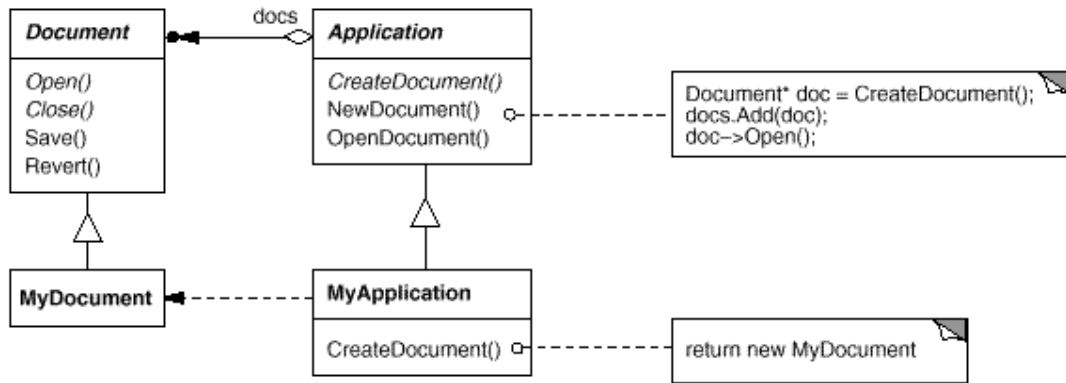 docs
Document
Open()
Close()
Save()
Revert()
Application
CreateDocument()
NewDocument()
OpenDocument()
Document* doc = CreateDocument();
docs.Add(doc);
doc->Open();
MyDocument
MyApplication
CreateDocument()
return new MyDocument